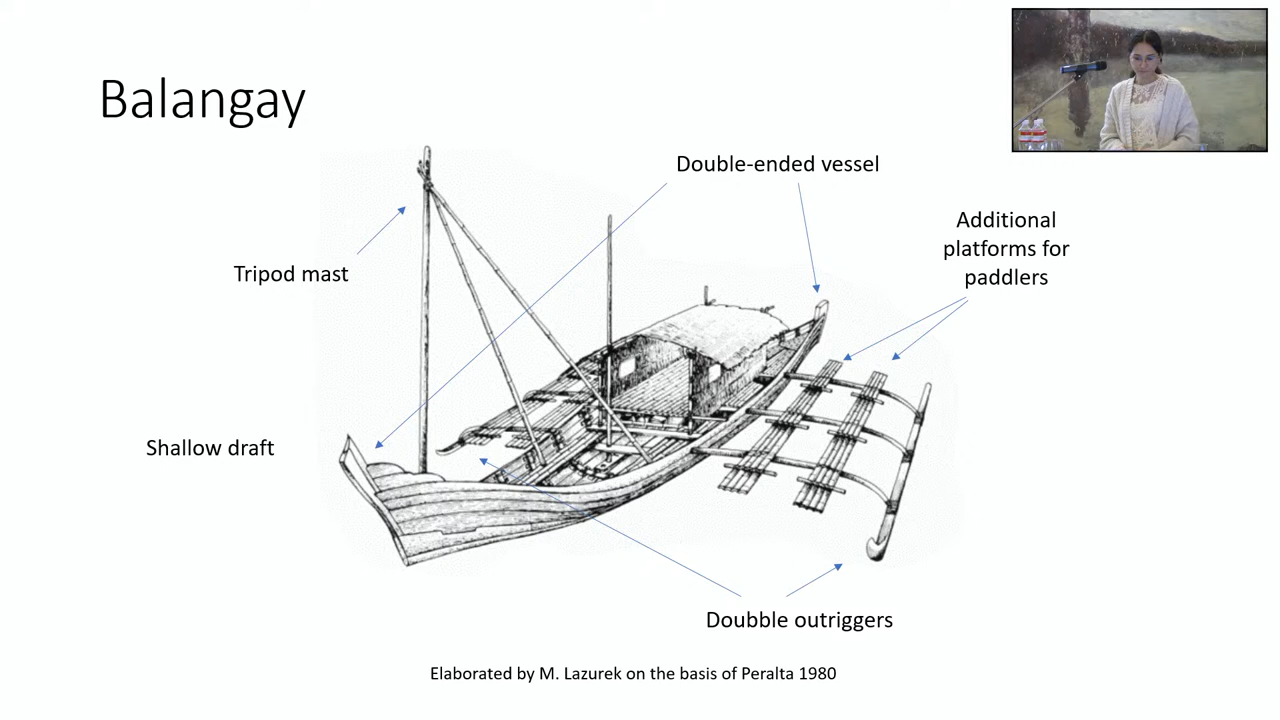 Balangay
Double-ended vessel
Additional
platforms for
paddlers
Tripod mast
Shallow draft
Doubble outriggers
Elaborated by M. Lazurek on the basis of Peralta 1980